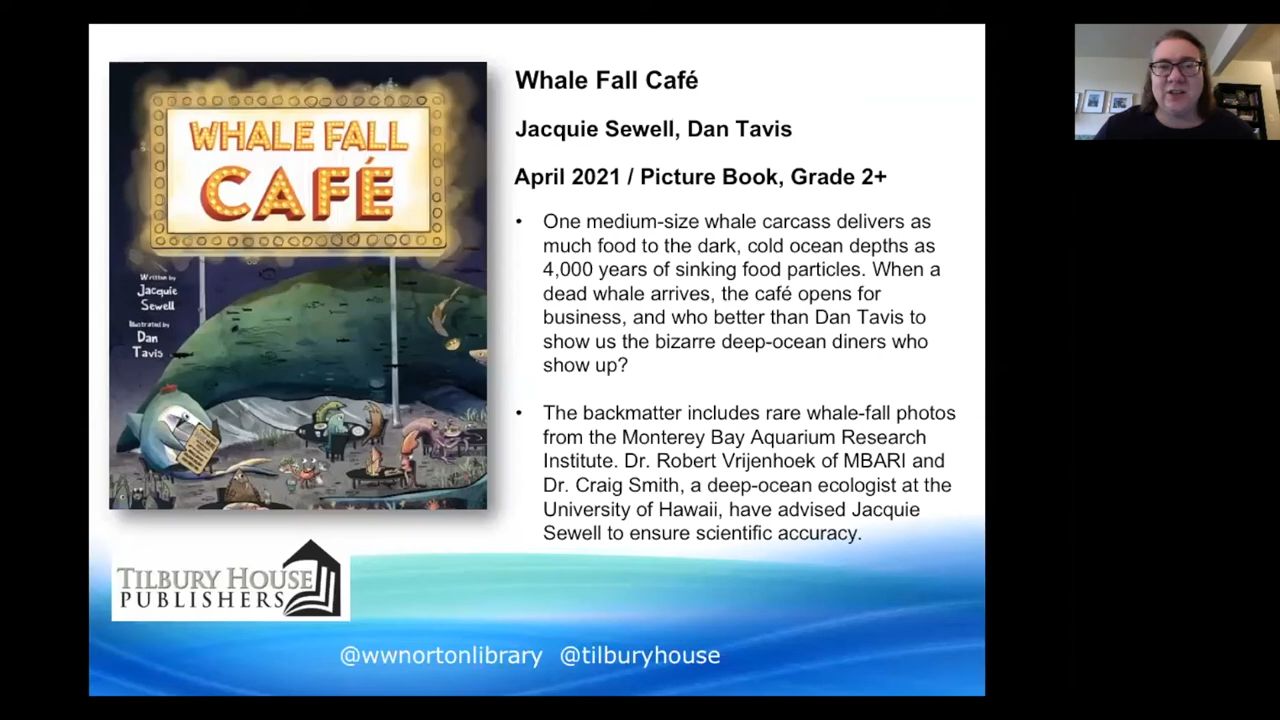 WHALE FALL
CAFÉ
Written by
Jacquie
Sewell
Illustrated by
Dan
Tavis
Whale Fall Café
Jacquie Sewell, Dan Tavis
April 2021 / Picture Book, Grade 2+
• One medium-size whale carcass delivers as
much food to the dark, cold ocean depths as
4,000 years of sinking food particles. When a
dead whale arrives, the café opens for
business, and who better than Dan Tavis to
show us the bizarre deep-ocean diners who
show up?
• The backmatter includes rare whale-fall photos
from the Monterey Bay Aquarium Research
Institute. Dr. Robert Vrijenhoek of MBARI and
Dr. Craig Smith, a deep-ocean ecologist at the
University of Hawaii, have advised Jacquie
Sewell to ensure scientific accuracy.
TILBURY HOUSE
PUBLISHERS
@wwnortonlibrary @tilburyhouse